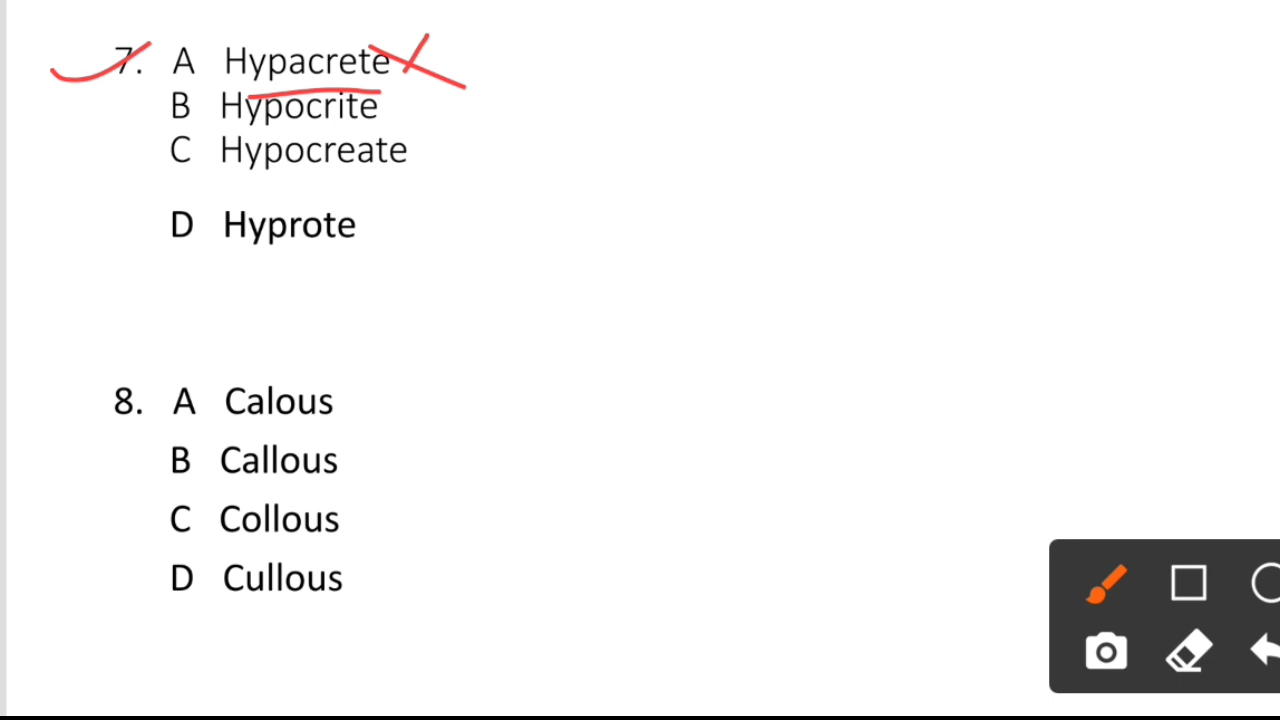 7. A Hypacrete
B Hypocrite
C Hypocreate
D Hyprote
8. A Calous
B Callous
C Collous
D Cullous